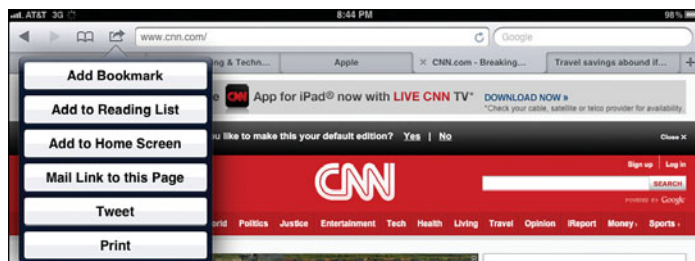 AT&T 3G 8:44 PM 98%
www.cnn.com/ Google
ng & Techn... Apple × CNN.com - Breaking... Travel savings abound if... +
Add Bookmark
Add to Reading List
Add to Home Screen
Mail Link to this Page
Tweet
Print
e CNN App for iPad® now with LIVE CNN TV* DOWNLOAD NOW »
*Check your cable, satellite or telco provider for availability.
u like to make this your default edition? Yes | No Close X
CNN
Sign up | Log in
SEARCH
POWERED BY Google
orld Politics Justice Entertainment Tech Health Living Travel Opinion iReport Money › Sports ›